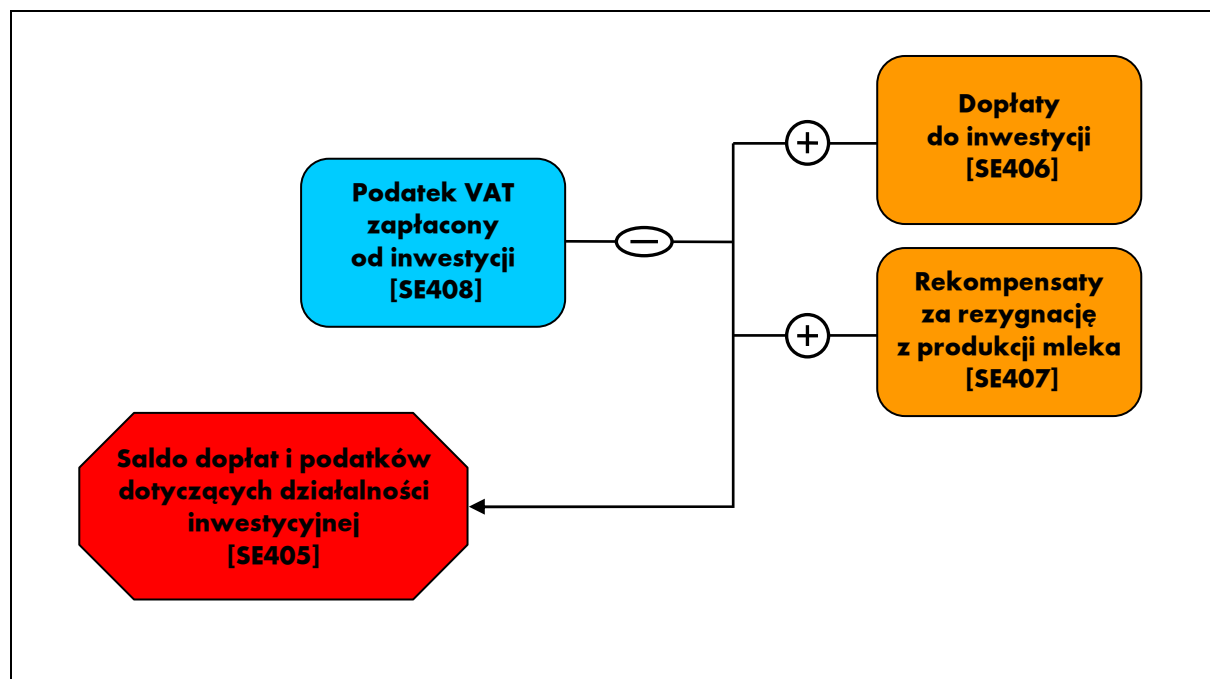 Dopłaty
do inwestycji
[SE406]
Podatek VAT
zapłacony
od inwestycji
[SE408]
−
+
Rekompensaty
za rezygnację
z produkcji mleka
[SE407]
+
Saldo dopłat i podatków
dotyczących działalności
inwestycyjnej
[SE405]